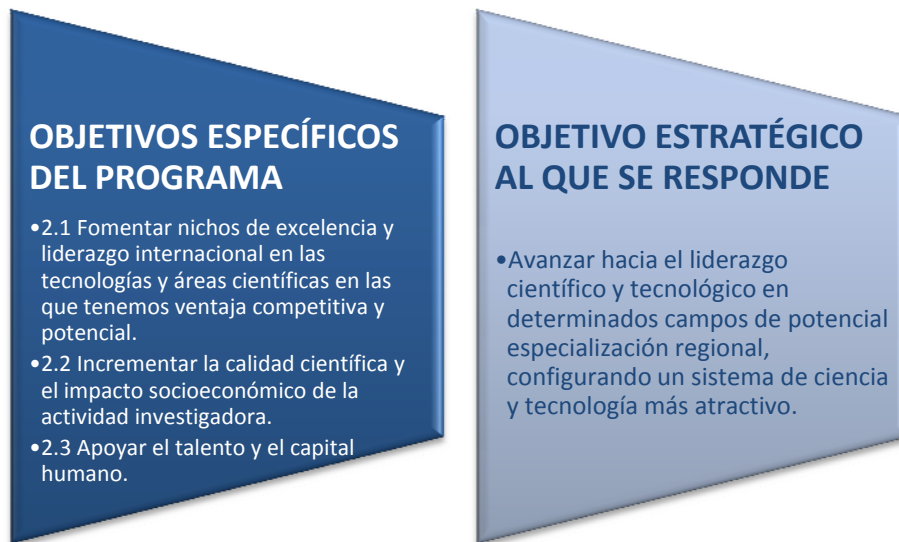 OBJETIVOS ESPECÍFICOS
DEL PROGRAMA
•2.1 Fomentar nichos de excelencia y
liderazgo internacional en las
tecnologías y áreas científicas en las
que tenemos ventaja competitiva y
potencial.
•2.2 Incrementar la calidad científica y
el impacto socioeconómico de la
actividad investigadora.
•2.3 Apoyar el talento y el capital
humano.
OBJETIVO ESTRATÉGICO
AL QUE SE RESPONDE
•Avanzar hacia el liderazgo
científico y tecnológico en
determinados campos de potencial
especialización regional,
configurando un sistema de ciencia
y tecnología más atractivo.